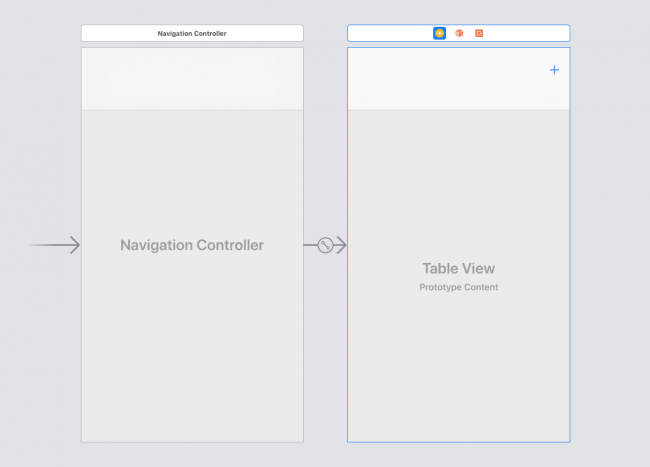 Navigation Controller
Navigation Controller
Table View
Prototype Content